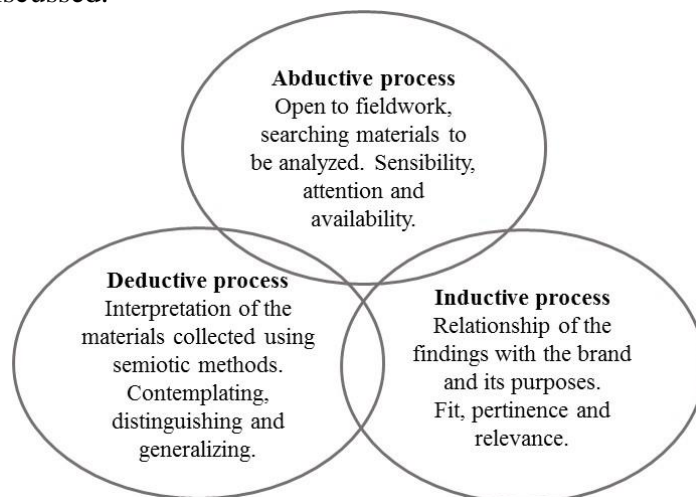 Abductive process
Open to fieldwork,
searching materials to
be analyzed. Sensibility,
attention and
availability.
Deductive process
Interpretation of the
materials collected using
semiotic methods.
Contemplating,
distinguishing and
generalizing.
Inductive process
Relationship of the
findings with the brand
and its purposes.
Fit, pertinence and
relevance.